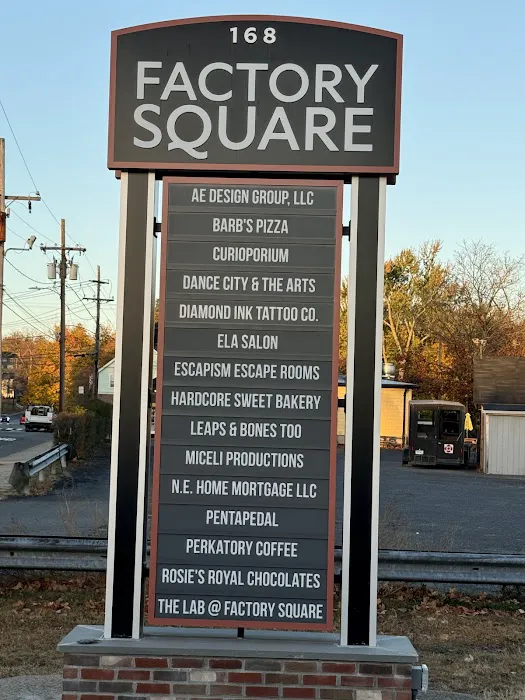 168
FACTORY
SQUARE
AE DESIGN GROUP, LLC
BARB'S PIZZA
CURIOPORIUM
DANCE CITY & THE ARTS
DIAMOND INK TATTOO CO.
ELA SALON
ESCAPISM ESCAPE ROOMS
HARDCORE SWEET BAKERY
LEAPS & BONES TOO
MICELI PRODUCTIONS
N.E. HOME MORTGAGE LLC
PENTAPEDAL
PERKATORY COFFEE
ROSIE'S ROYAL CHOCOLATES
THE LAB @ FACTORY SQUARE